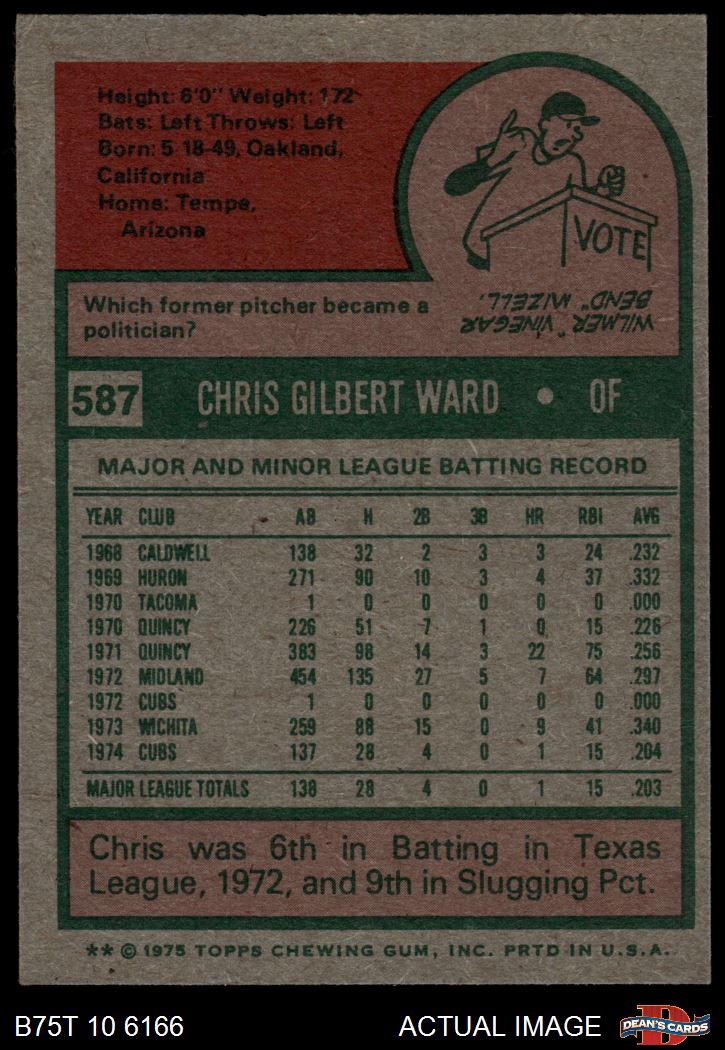 Height: 6'0" Weight: 172
Bats: Left Throws: Left
Born: 5 18-49, Oakland,
California
Home: Tempe,
Arizona
VOTE
Which former pitcher became a
politician?
WILMER "VINEGAR
BEND" MIZELL.
587 CHRIS GILBERT WARD • OF
MAJOR AND MINOR LEAGUE BATTING RECORD
YEAR CLUB AB H 2B 3B HR RBI AVG
1968 CALDWELL 138 32 2 3 3 24 .232
1969 HURON 271 90 10 3 4 37 .332
1970 TACOMA 1 0 0 0 0 0 .000
1970 QUINCY 226 51 7 1 0 15 .226
1971 QUINCY 383 98 14 3 22 75 .256
1972 MIDLAND 454 135 27 5 7 64 .297
1972 CUBS 1 0 0 0 0 0 .000
1973 WICHITA 259 88 15 0 9 41 .340
1974 CUBS 137 28 4 0 1 15 .204
MAJOR LEAGUE TOTALS 138 28 4 0 1 15 .203
Chris was 6th in Batting in Texas
League, 1972, and 9th in Slugging Pct.
** © 1975 TOPPS CHEWING GUM, INC. PRTD IN U.S.A.
B75T 10 6166 ACTUAL IMAGE D DEAN'S CARDS